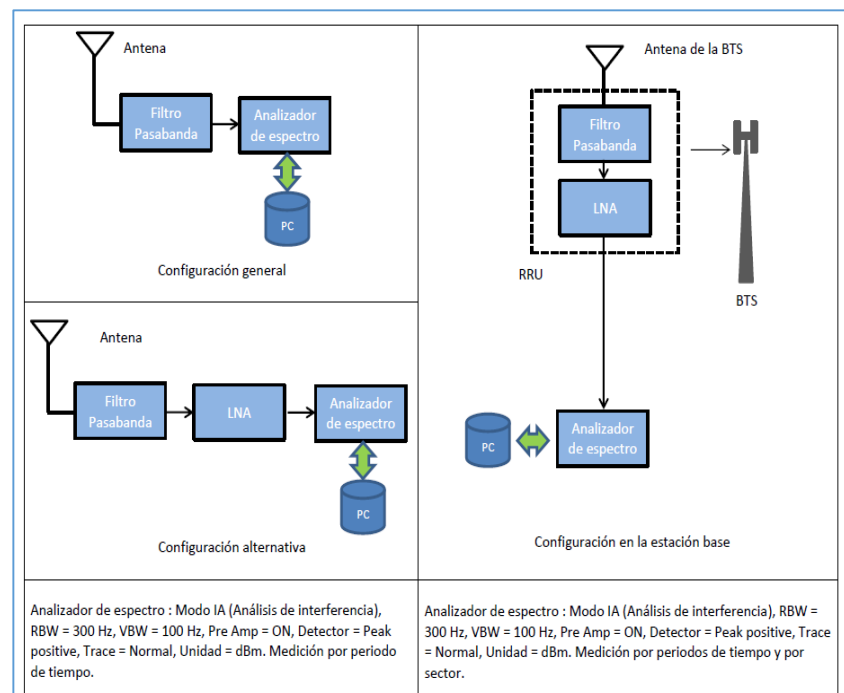 Antena
Filtro
Pasabanda
Analizador
de espectro
PC
Configuración general
Antena
Filtro
Pasabanda
LNA
Analizador
de espectro
PC
Configuración alternativa
Antena de la BTS
Filtro
Pasabanda
LNA
RRU
BTS
PC
Analizador
de espectro
Configuración en la estación base
Analizador de espectro : Modo IA (Análisis de interferencia),
RBW = 300 Hz, VBW = 100 Hz, Pre Amp = ON, Detector = Peak
positive, Trace = Normal, Unidad = dBm. Medición por periodo
de tiempo.
Analizador de espectro : Modo IA (Análisis de interferencia), RBW =
300 Hz, VBW = 100 Hz, Pre Amp = ON, Detector = Peak positive, Trace
= Normal, Unidad = dBm. Medición por periodos de tiempo y por
sector.